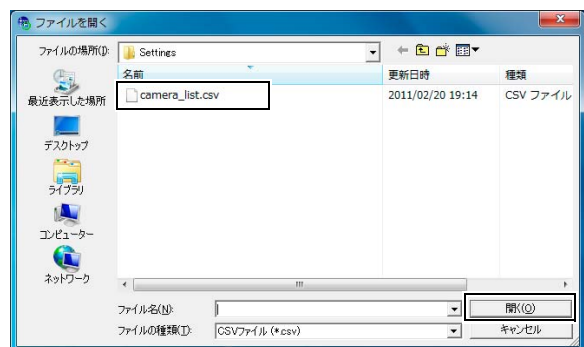 ファイルを開く
ファイルの場所(I):
Settings
名前
更新日時
種類
camera_list.csv
2011/02/20 19:14
CSV ファイル
最近表示した場所
デスクトップ
ライブラリ
コンピューター
ネットワーク
ファイル名(N):
開く(O)
ファイルの種類(T):
CSVファイル (*.csv)
キャンセル